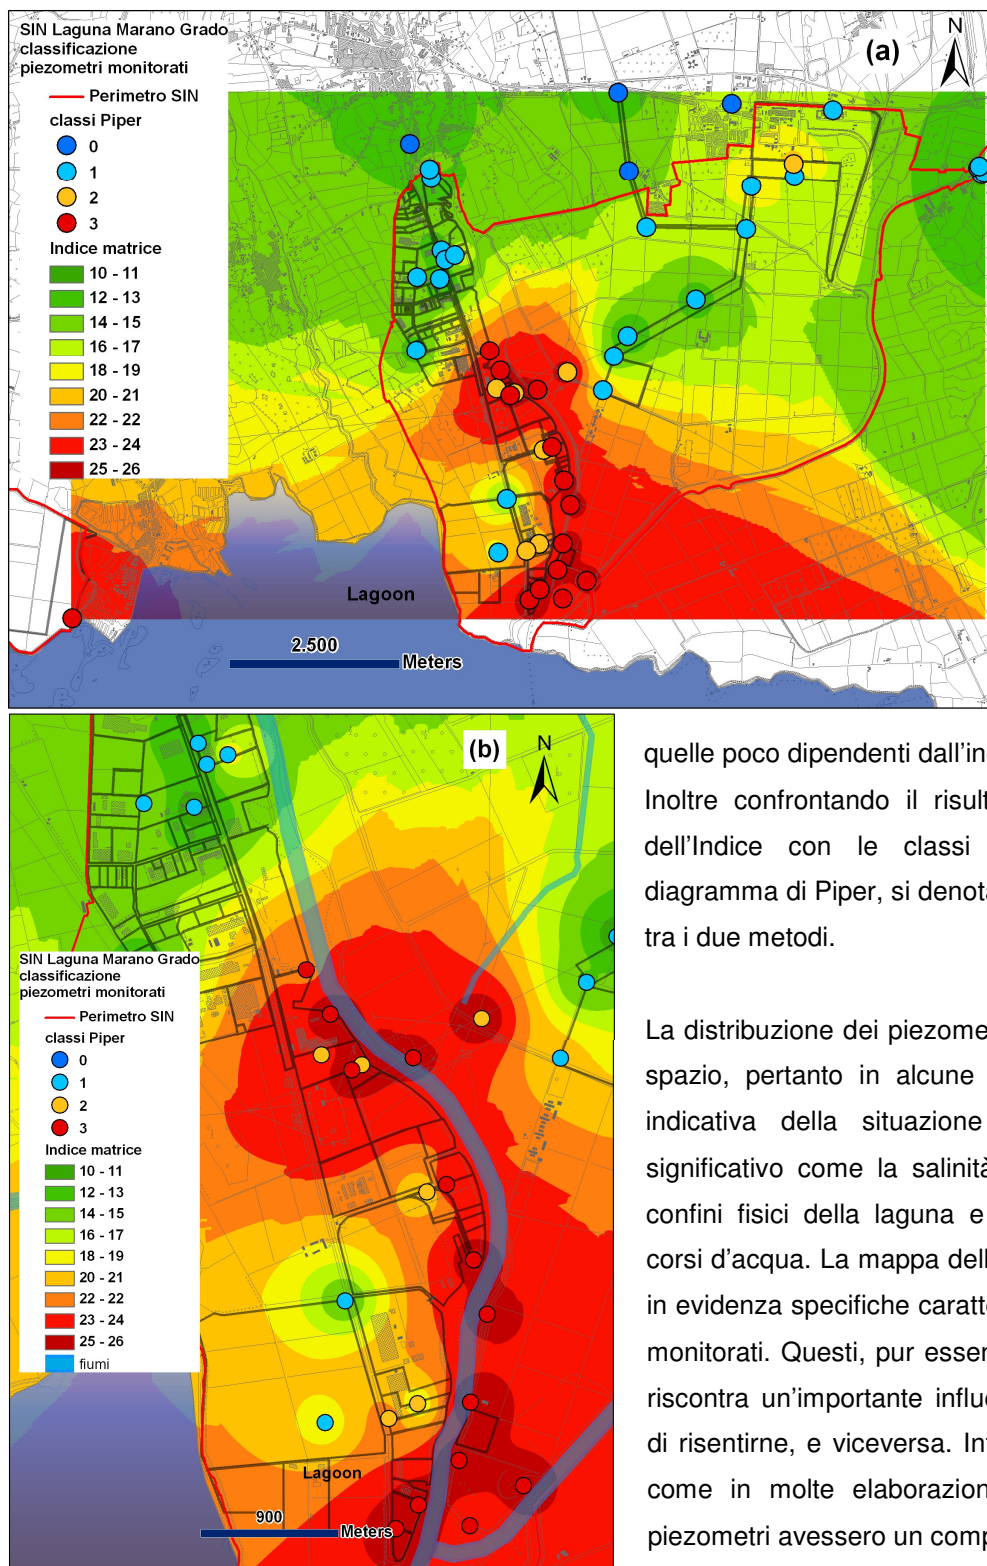 SIN Laguna Marano Grado
classificazione
piezometri monitorati
Perimetro SIN
classi Piper
0
1
2
3
Indice matrice
10 - 11
12 - 13
14 - 15
16 - 17
18 - 19
20 - 21
22 - 22
23 - 24
25 - 26
(a)
N
Lagoon
2.500
Meters
(b)
N
SIN Laguna Marano Grado
classificazione
piezometri monitorati
Perimetro SIN
classi Piper
0
1
2
3
Indice matrice
10 - 11
12 - 13
14 - 15
16 - 17
18 - 19
20 - 21
22 - 22
23 - 24
25 - 26
fiumi
Lagoon
900
Meters
quelle poco dipendenti dall'in
Inoltre confrontando il risult
dell'Indice con le classi
diagramma di Piper, si denota
tra i due metodi.
La distribuzione dei piezome
spazio, pertanto in alcune
indicativa della situazione
significativo come la salinità
confini fisici della laguna e
corsi d'acqua. La mappa dell
in evidenza specifiche caratte
monitorati. Questi, pur esser
riscontra un'importante influe
di risentirne, e viceversa. Int
come in molte elaborazion
piezometri avessero un comp